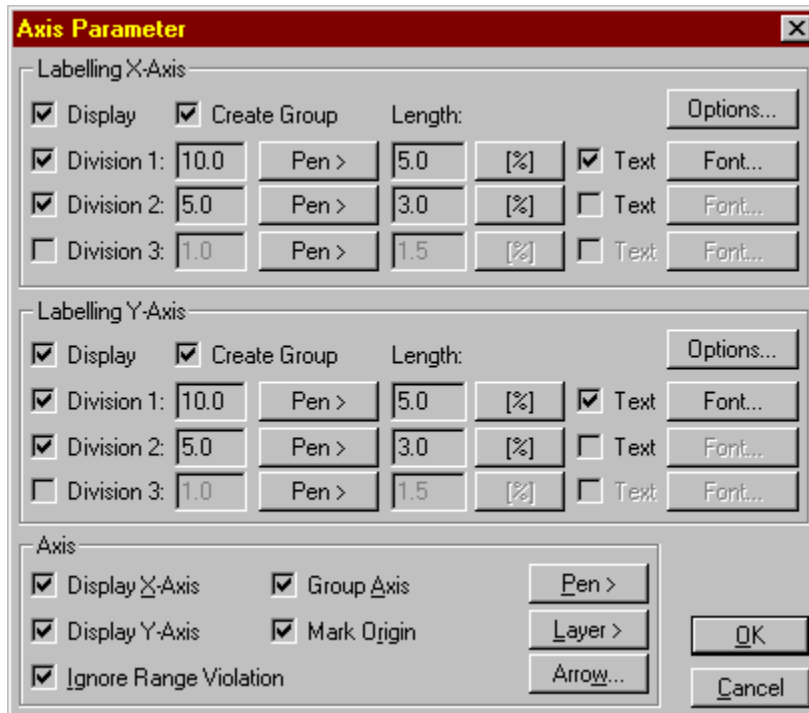 Axis Parameter
Labelling X-Axis
Display Create Group Length: Options...
Division 1: 10.0 Pen > 5.0 [%] Text Font...
Division 2: 5.0 Pen > 3.0 [%] Text Font...
Division 3: 1.0 Pen > 1.5 [%] Text Font...
Labelling Y-Axis
Display Create Group Length: Options...
Division 1: 10.0 Pen > 5.0 [%] Text Font...
Division 2: 5.0 Pen > 3.0 [%] Text Font...
Division 3: 1.0 Pen > 1.5 [%] Text Font...
Axis
Display X-Axis Group Axis Pen >
Display Y-Axis Mark Origin Layer > OK
Ignore Range Violation Arrow... Cancel